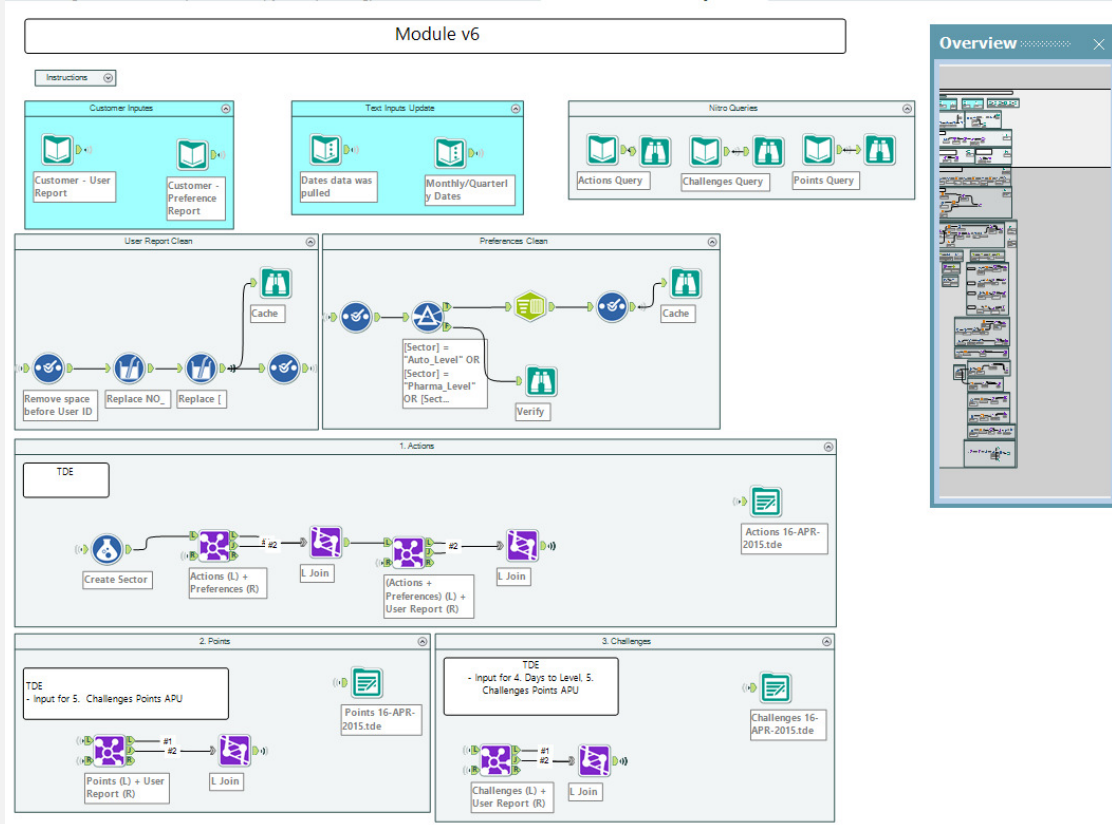 Module v6
Overview
Instructions
Customer Inputes
Text Inputs Update
Nitro Queries
Customer - User
Report
Customer -
Preference
Report
Dates data was
pulled
Monthly/Quarterl
y Dates
Actions Query
Challenges Query
Points Query
User Report Clean
Preferences Clean
Cache
Remove space
before User ID
Replace NO_
Replace [
Cache
[Sector] =
"Auto_Level" OR
[Sector] =
"Pharma_Level"
OR [Sect...
Verify
1. Actions
TDE
Create Sector
Actions (L) +
Preferences (R)
#2
L Join
(Actions +
Preferences) (L) +
User Report (R)
#2
L Join
Actions 16-APR-
2015.tde
2. Points
TDE
- Input for 5. Challenges Points APU
Points 16-APR-
2015.tde
#1
#2
Points (L) + User
Report (R)
L Join
3. Challenges
TDE
- Input for 4. Days to Level, 5.
Challenges Points APU
Challenges 16-
APR-2015.tde
#1
#2
Challenges (L) +
User Report (R)
L Join